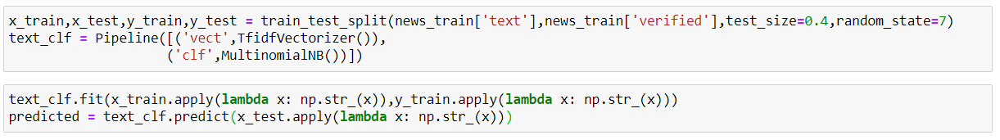 x_train,x_test,y_train,y_test = train_test_split(news_train['text'],news_train['verified'],test_size=0.4,random_state=7)
text_clf = Pipeline([('vect',TfidfVectorizer()),
('clf',MultinomialNB())])
text_clf.fit(x_train.apply(lambda x: np.str_(x)),y_train.apply(lambda x: np.str_(x)))
predicted = text_clf.predict(x_test.apply(lambda x: np.str_(x)))